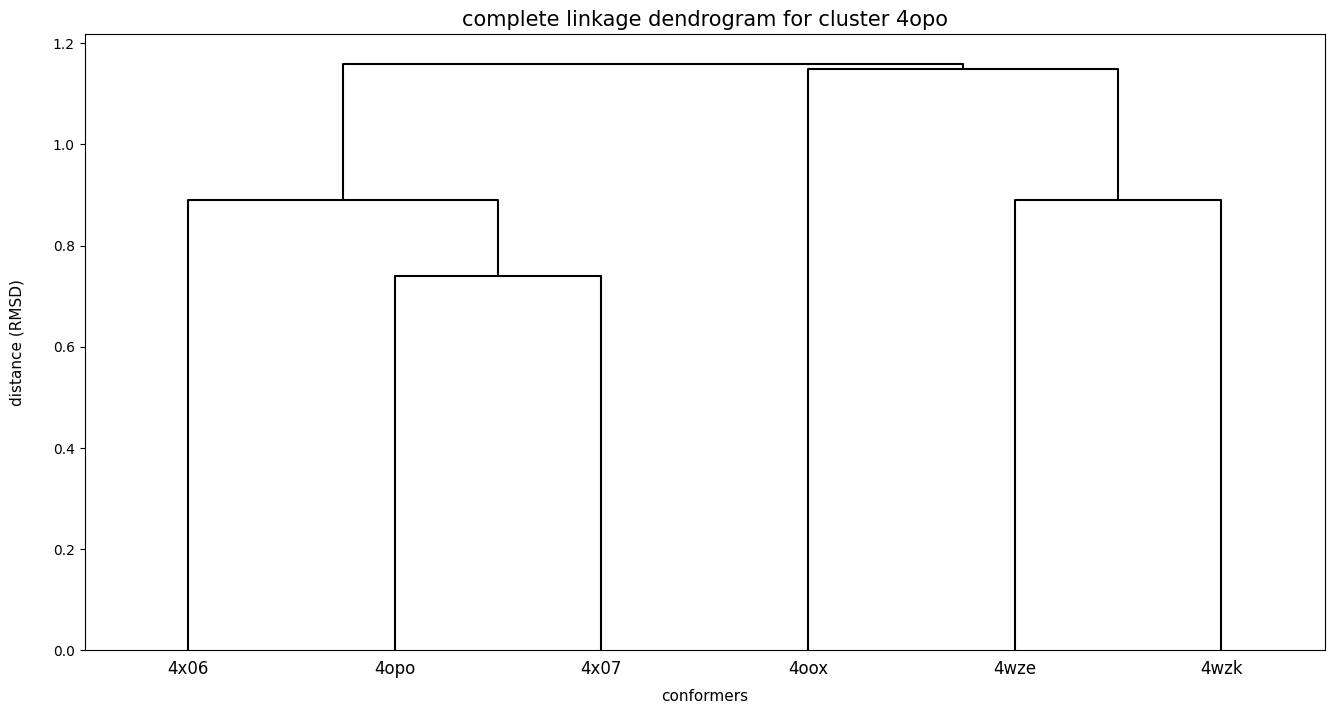 complete linkage dendrogram for cluster 4opo
1.2
1.0
0.8
0.6
0.4
0.2
0.0
distance (RMSD)
4x06 4opo 4x07 4oox 4wze 4wzk
conformers